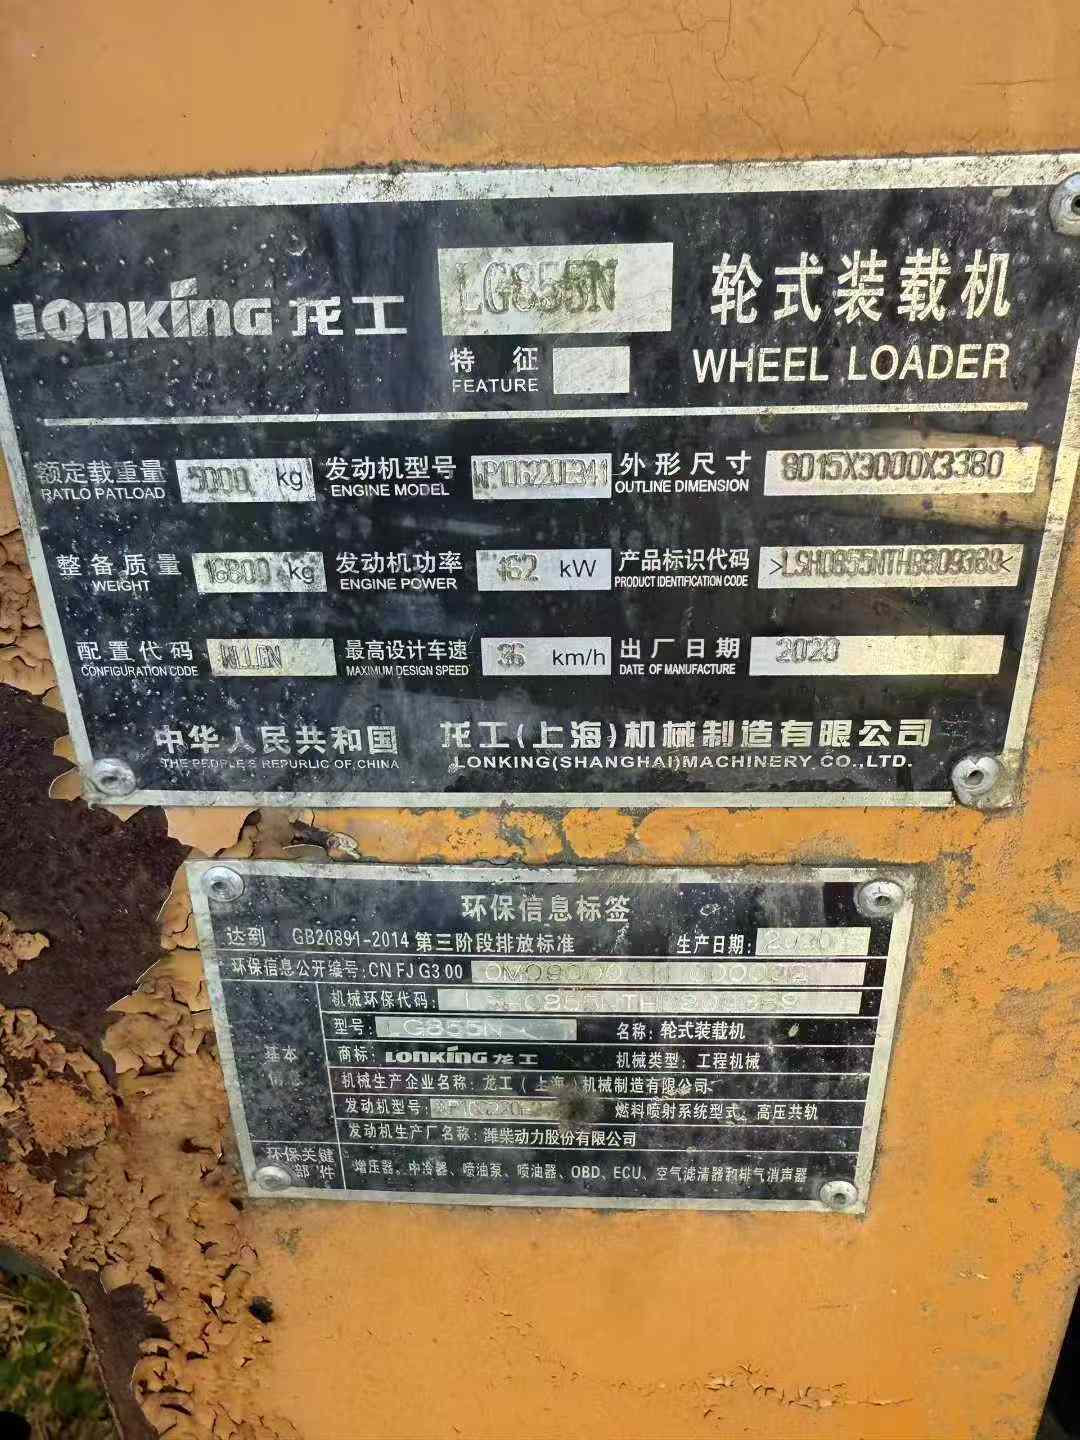 LONKING 龙工 LG855N 轮式装载机
特 征
FEATURE
WHEEL LOADER
额定载重量 5000 kg 发动机型号 WP10G220E341 外形尺寸 8015X3000X3380
RATLO PATLOAD ENGINE MODEL OUTLINE DIMENSION
整备质量 16800 kg 发动机功率 162 kW 产品标识代码
WEIGHT ENGINE POWER PRODUCT IDENTIFICATION CODE
配置代码 最高设计车速 36 km/h 出厂日期 2020
CONFIGURATION CDDE MAXIMUM DESIGN SPEED DATE OF MANUFACTURE
中华人民共和国 龙工(上海)机械制造有限公司
THE PEOPLE'S REPURLIC OF CHINA LONKING(SHANGHAI)MACHINERY CO.,LTD.
环保信息标签
达到 GB20891-2014 第三阶段排放标准 生产日期:
环保信息公开编号:CN FJ G3 00
机械环保代码:
型号: LG855N 名称: 轮式装载机
基本
信息
商标: LONKING 龙工 机械类型: 工程机械
机械生产企业名称: 龙工(上海)机械制造有限公司
发动机型号: 燃料喷射系统型式: 高压共轨
发动机生产厂名称: 潍柴动力股份有限公司
环保关键
部件
增压器、中冷器、喷油泵、喷油器、OBD、ECU、空气滤清器和排气消声器